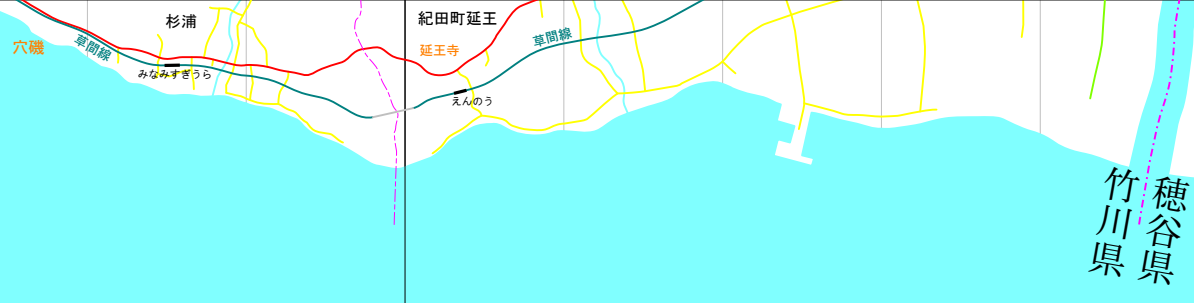 杉浦
穴磯
草間線
みなみすぎうら
紀田町延王
延王寺
草間線
えんのう
竹川県
穂谷県